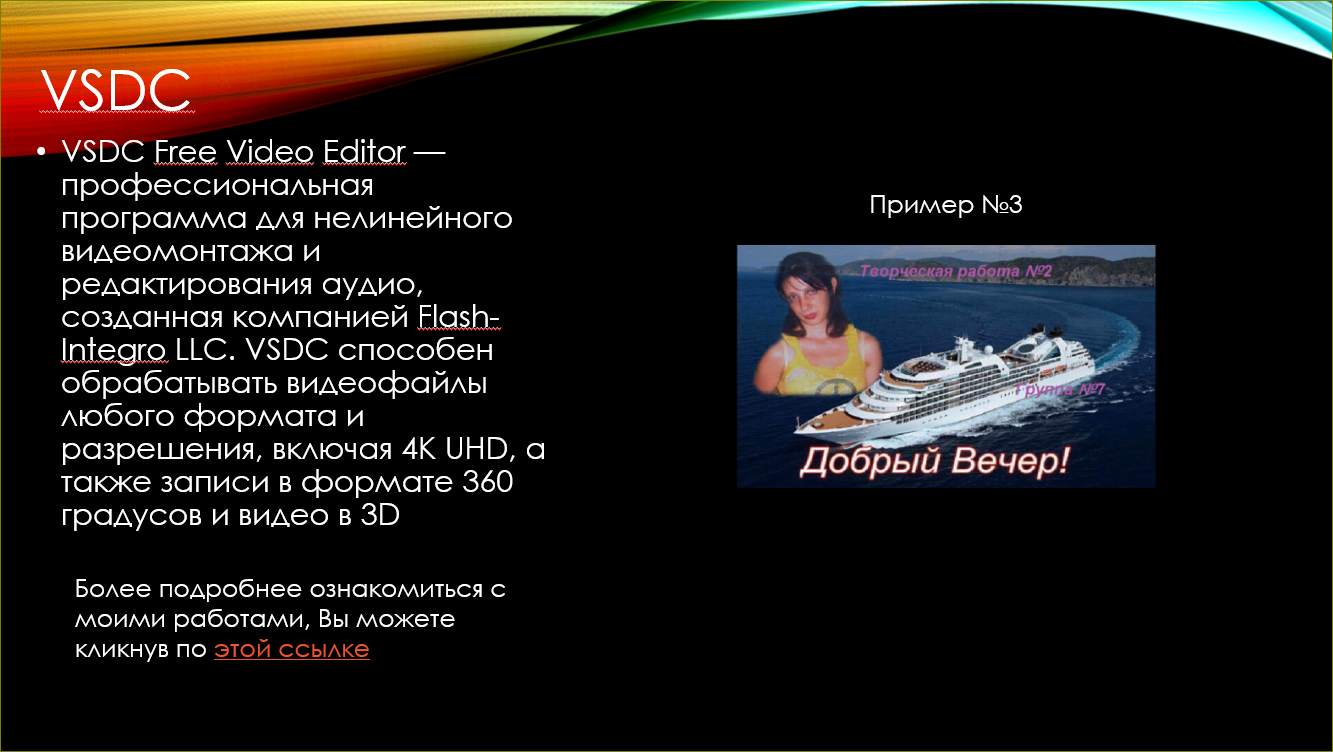 VSDC
• VSDC Free Video Editor —
профессиональная
программа для нелинейного
видеомонтажа и
редактирования аудио,
созданная компанией Flash-
Integro LLC. VSDC способен
обрабатывать видеофайлы
любого формата и
разрешения, включая 4K UHD, а
также записи в формате 360
градусов и видео в 3D
Более подробнее ознакомиться с
моими работами, Вы можете
кликнув по этой ссылке
Пример №3
Творческая работа №2
Группа №7
Добрый Вечер!